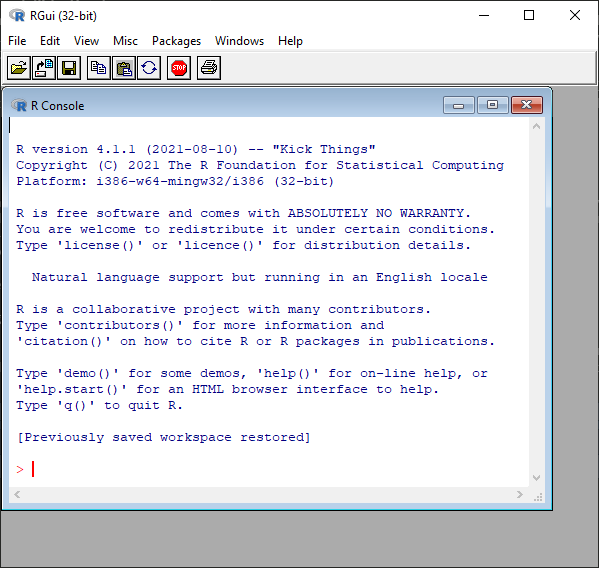 RGui (32-bit)
File Edit View Misc Packages Windows Help
STOP
R Console
R version 4.1.1 (2021-08-10) -- "Kick Things"
Copyright (C) 2021 The R Foundation for Statistical Computing
Platform: i386-w64-mingw32/i386 (32-bit)
R is free software and comes with ABSOLUTELY NO WARRANTY.
You are welcome to redistribute it under certain conditions.
Type 'license()' or 'licence()' for distribution details.
Natural language support but running in an English locale
R is a collaborative project with many contributors.
Type 'contributors()' for more information and
'citation()' on how to cite R or R packages in publications.
Type 'demo()' for some demos, 'help()' for on-line help, or
'help.start()' for an HTML browser interface to help.
Type 'q()' to quit R.
[Previously saved workspace restored]
>